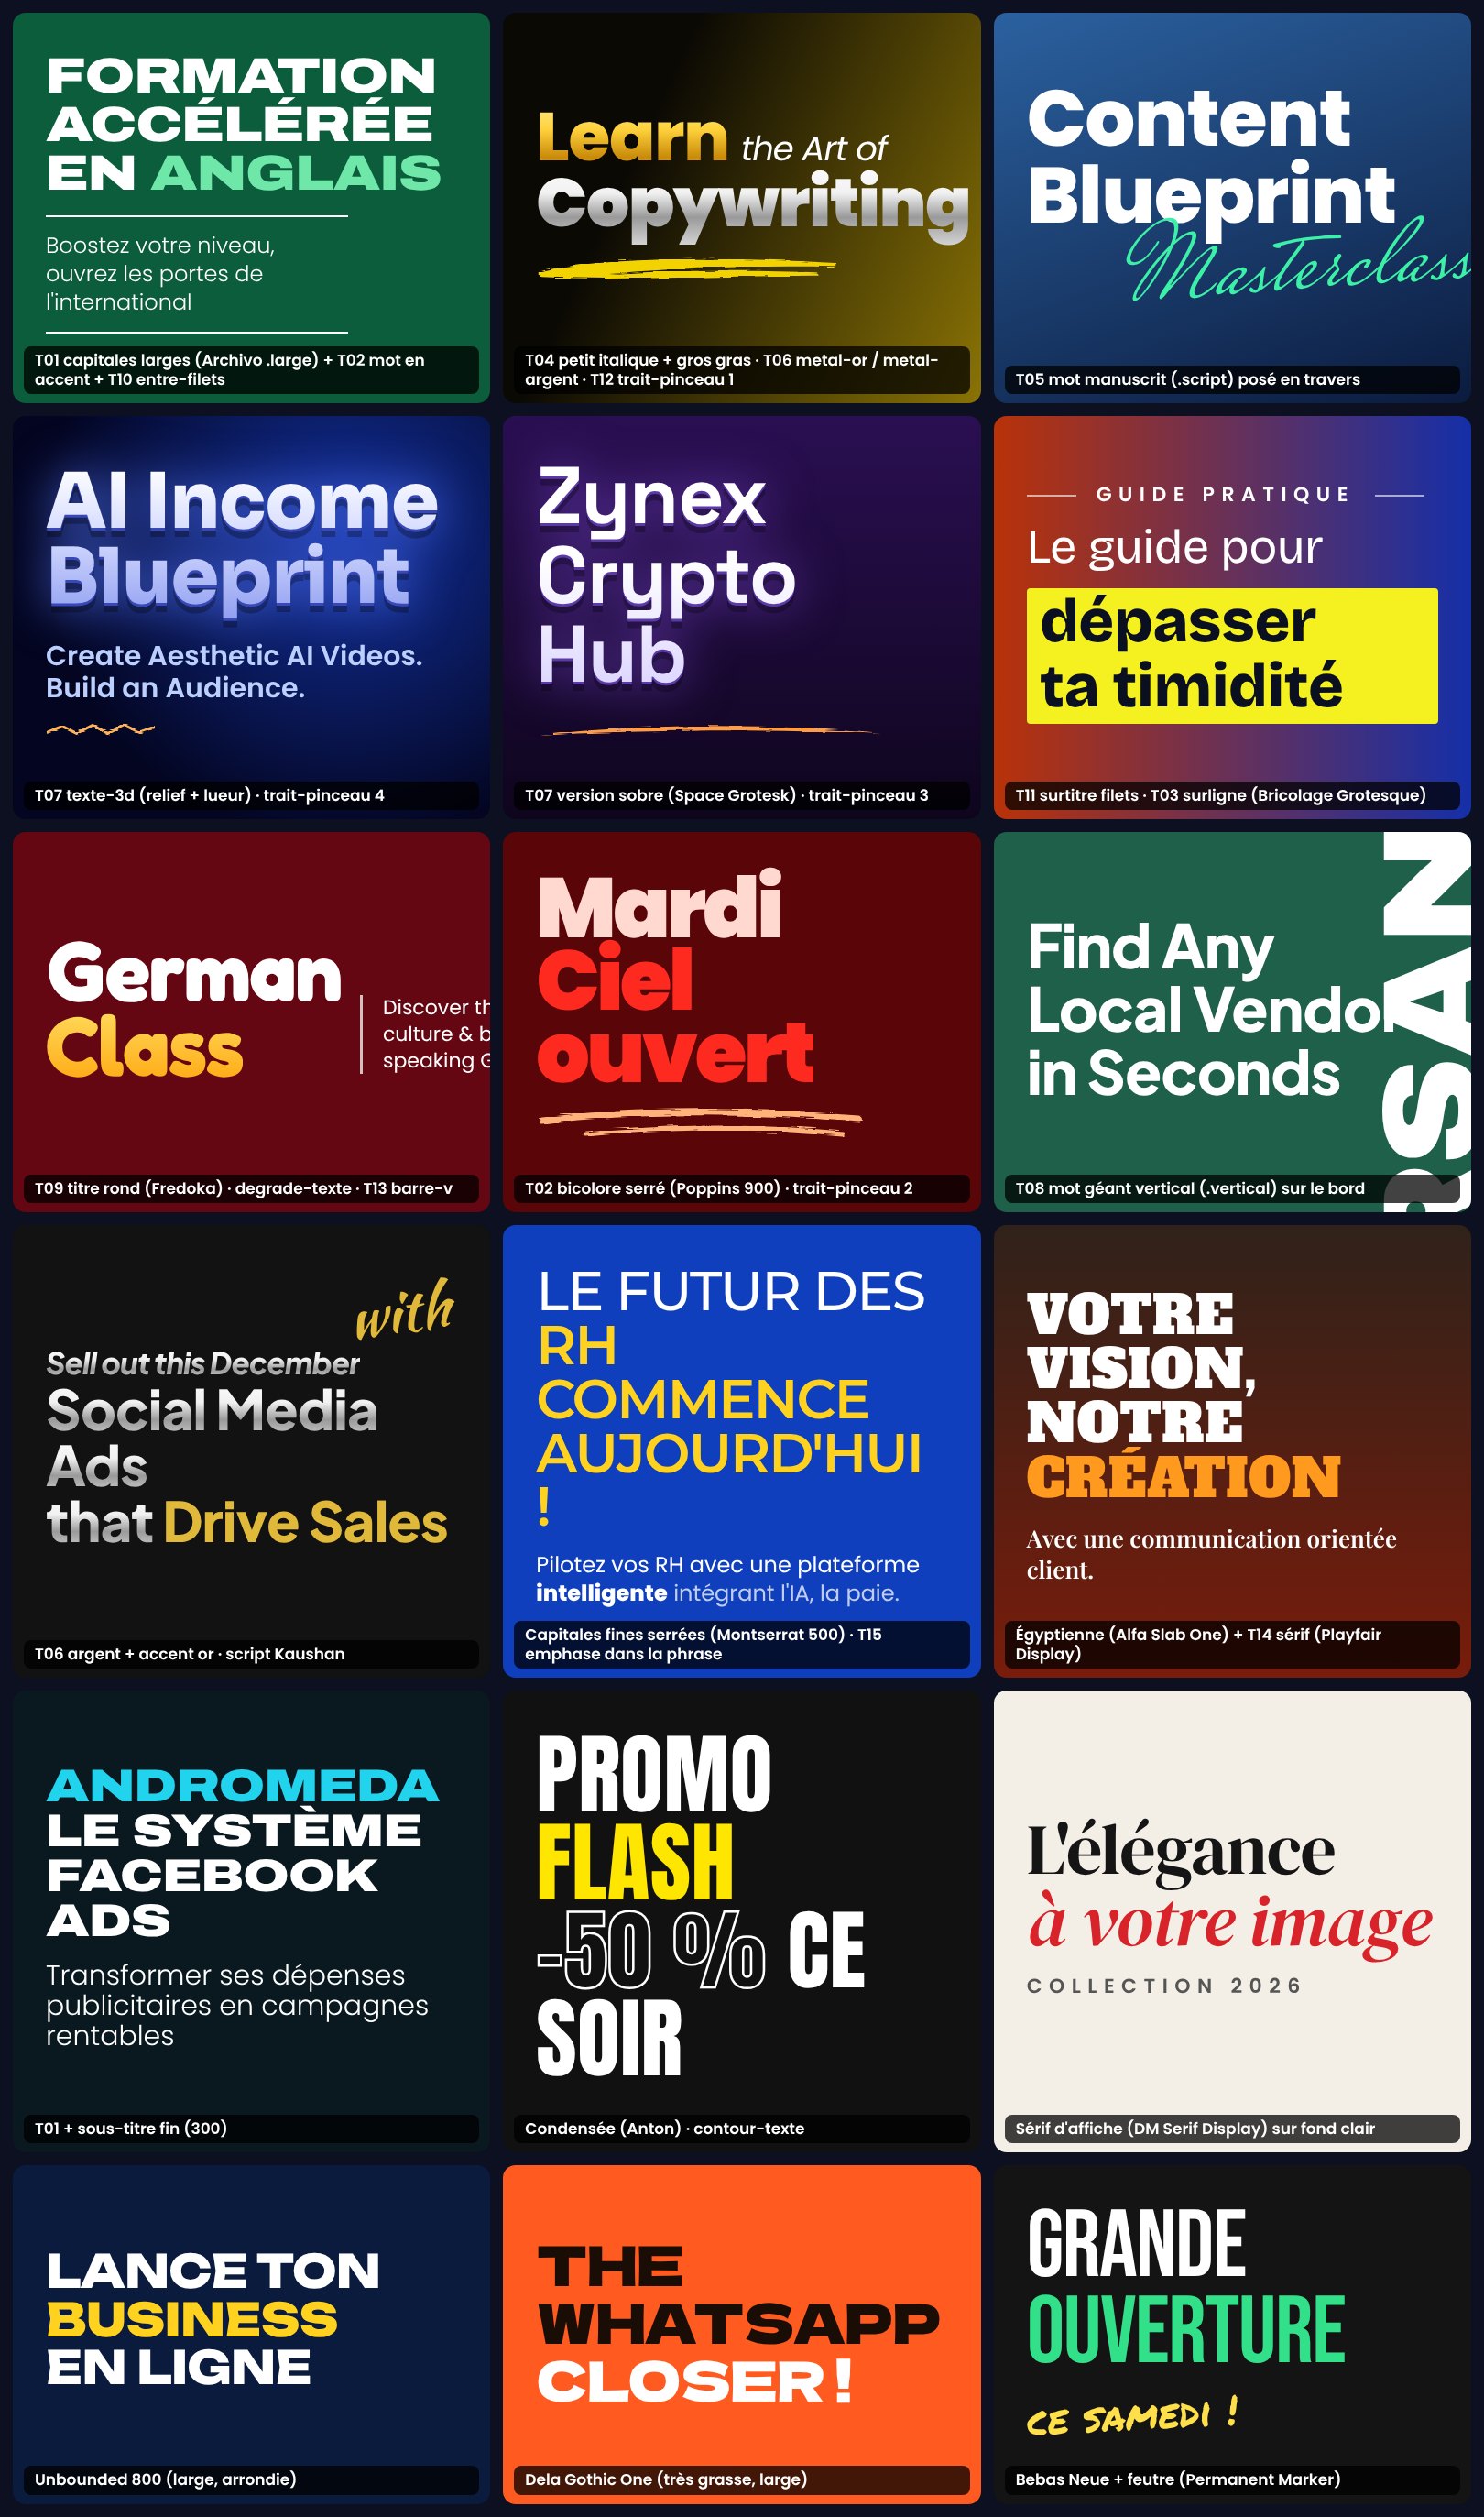 FORMATION
ACCÉLÉRÉE
EN ANGLAIS
Boostez votre niveau,
ouvrez les portes de
l'international
T01 capitales larges (Archivo .large) + T02 mot en
accent + T10 entre-filets
Learn the Art of
Copywriting
T04 petit italique + gros gras · T06 metal-or / metal-
argent · T12 trait-pinceau 1
Content
Blueprint
Masterclass
T05 mot manuscrit (.script) posé en travers
AI Income
Blueprint
Create Aesthetic AI Videos.
Build an Audience.
T07 texte-3d (relief + lueur) · trait-pinceau 4
Zynex
Crypto
Hub
T07 version sobre (Space Grotesk) · trait-pinceau 3
GUIDE PRATIQUE
Le guide pour
dépasser
ta timidité
T11 surtitre filets · T03 surligne (Bricolage Grotesque)
German
Class
Discover th
culture & b
speaking G
T09 titre rond (Fredoka) · degrade-texte · T13 barre-v
Mardi
Ciel
ouvert
T02 bicolore serré (Poppins 900) · trait-pinceau 2
Find Any
Local Vendor
in Seconds
SAN
T08 mot géant vertical (.vertical) sur le bord
with
Sell out this December
Social Media
Ads
that Drive Sales
T06 argent + accent or · script Kaushan
LE FUTUR DES
RH
COMMENCE
AUJOURD'HUI
!
Pilotez vos RH avec une plateforme
intelligente intégrant l'IA, la paie.
Capitales fines serrées (Montserrat 500) · T15
emphase dans la phrase
VOTRE
VISION,
NOTRE
CRÉATION
Avec une communication orientée
client.
Égyptienne (Alfa Slab One) + T14 sérif (Playfair
Display)
ANDROMEDA
LE SYSTÈME
FACEBOOK
ADS
Transformer ses dépenses
publicitaires en campagnes
rentables
T01 + sous-titre fin (300)
PROMO
FLASH
-50 % CE
SOIR
Condensée (Anton) · contour-texte
L'élégance
à votre image
COLLECTION 2026
Sérif d'affiche (DM Serif Display) sur fond clair
LANCE TON
BUSINESS
EN LIGNE
Unbounded 800 (large, arrondie)
THE
WHATSAPP
CLOSER !
Dela Gothic One (très grasse, large)
GRANDE
OUVERTURE
CE SAMEDI !
Bebas Neue + feutre (Permanent Marker)